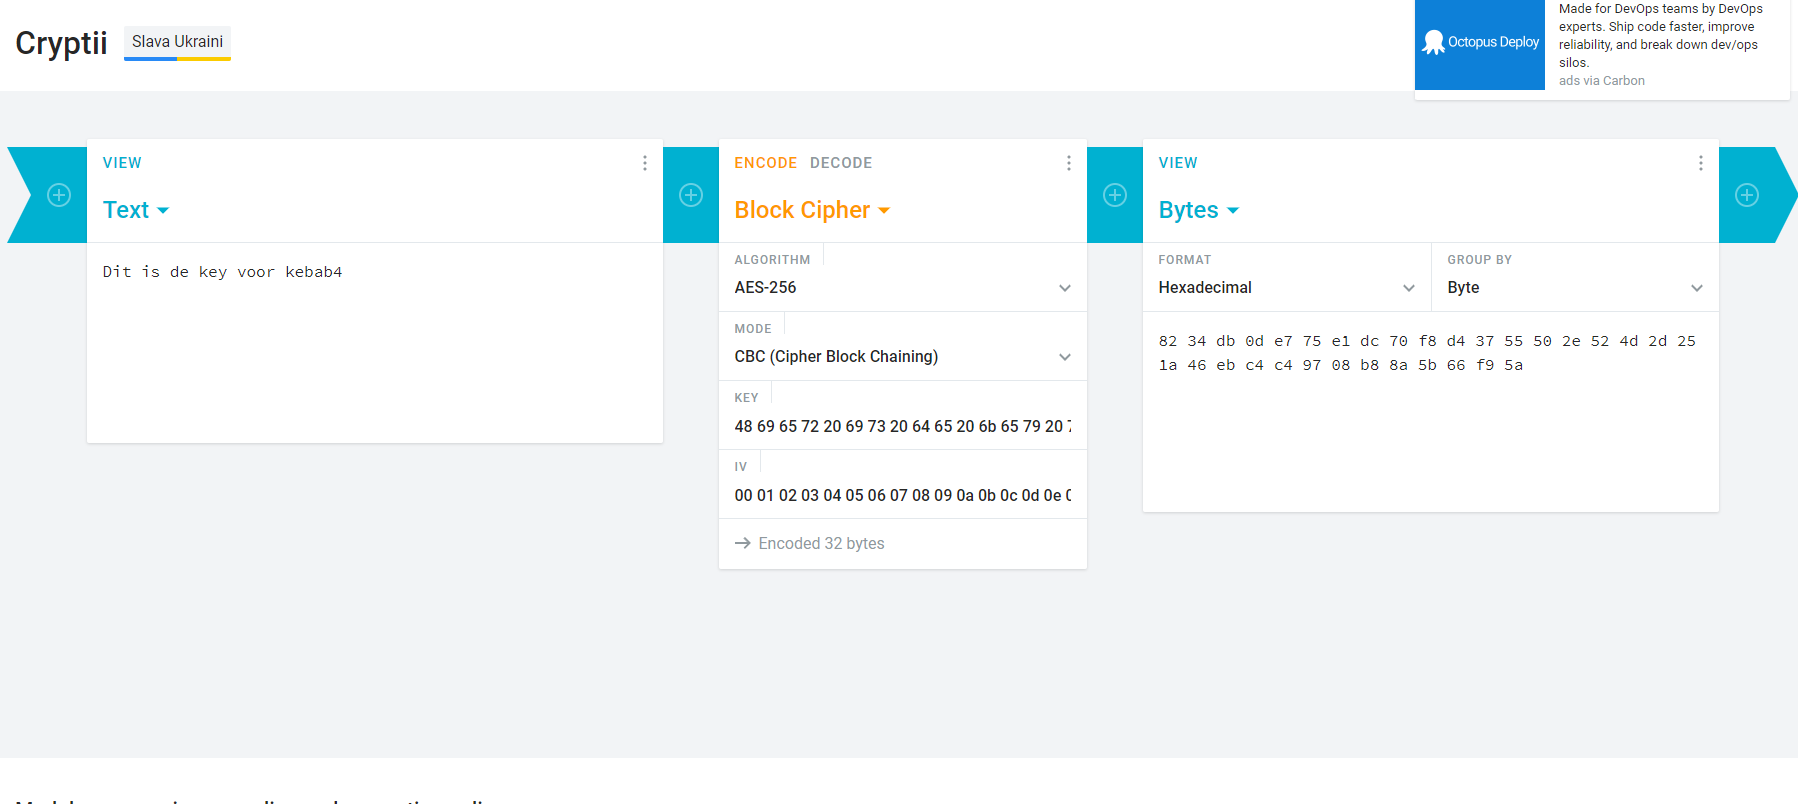 Cryptii
Slava Ukraini
Octopus Deploy
Made for DevOps teams by DevOps
experts. Ship code faster, improve
reliability, and break down dev/ops
silos.
ads via Carbon
VIEW
Text
Dit is de key voor kebab4
ENCODE DECODE
Block Cipher
ALGORITHM
AES-256
MODE
CBC (Cipher Block Chaining)
KEY
48 69 65 72 20 69 73 20 64 65 20 6b 65 79 20
IV
00 01 02 03 04 05 06 07 08 09 0a 0b 0c 0d 0e
→ Encoded 32 bytes
VIEW
Bytes
FORMAT
Hexadecimal
GROUP BY
Byte
82 34 db 0d e7 75 e1 dc 70 f8 d4 37 55 50 2e 52 4d 2d 25
1a 46 eb c4 c4 97 08 b8 8a 5b 66 f9 5a